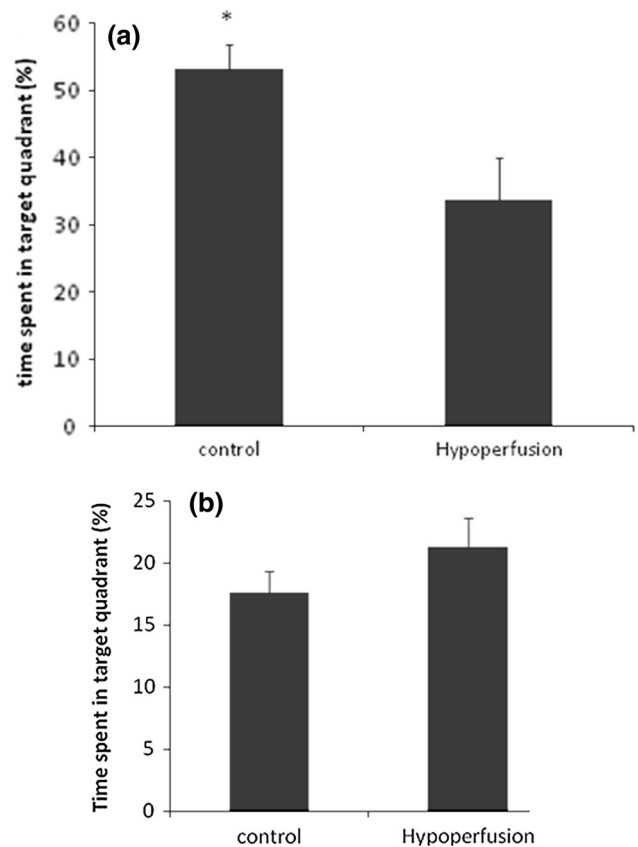 (a)
*
time spent in target quadrant (%)
60
50
40
30
20
10
0
control
Hypoperfusion
(b)
Time spent in target quadrant (%)
25
20
15
10
5
0
control
Hypoperfusion